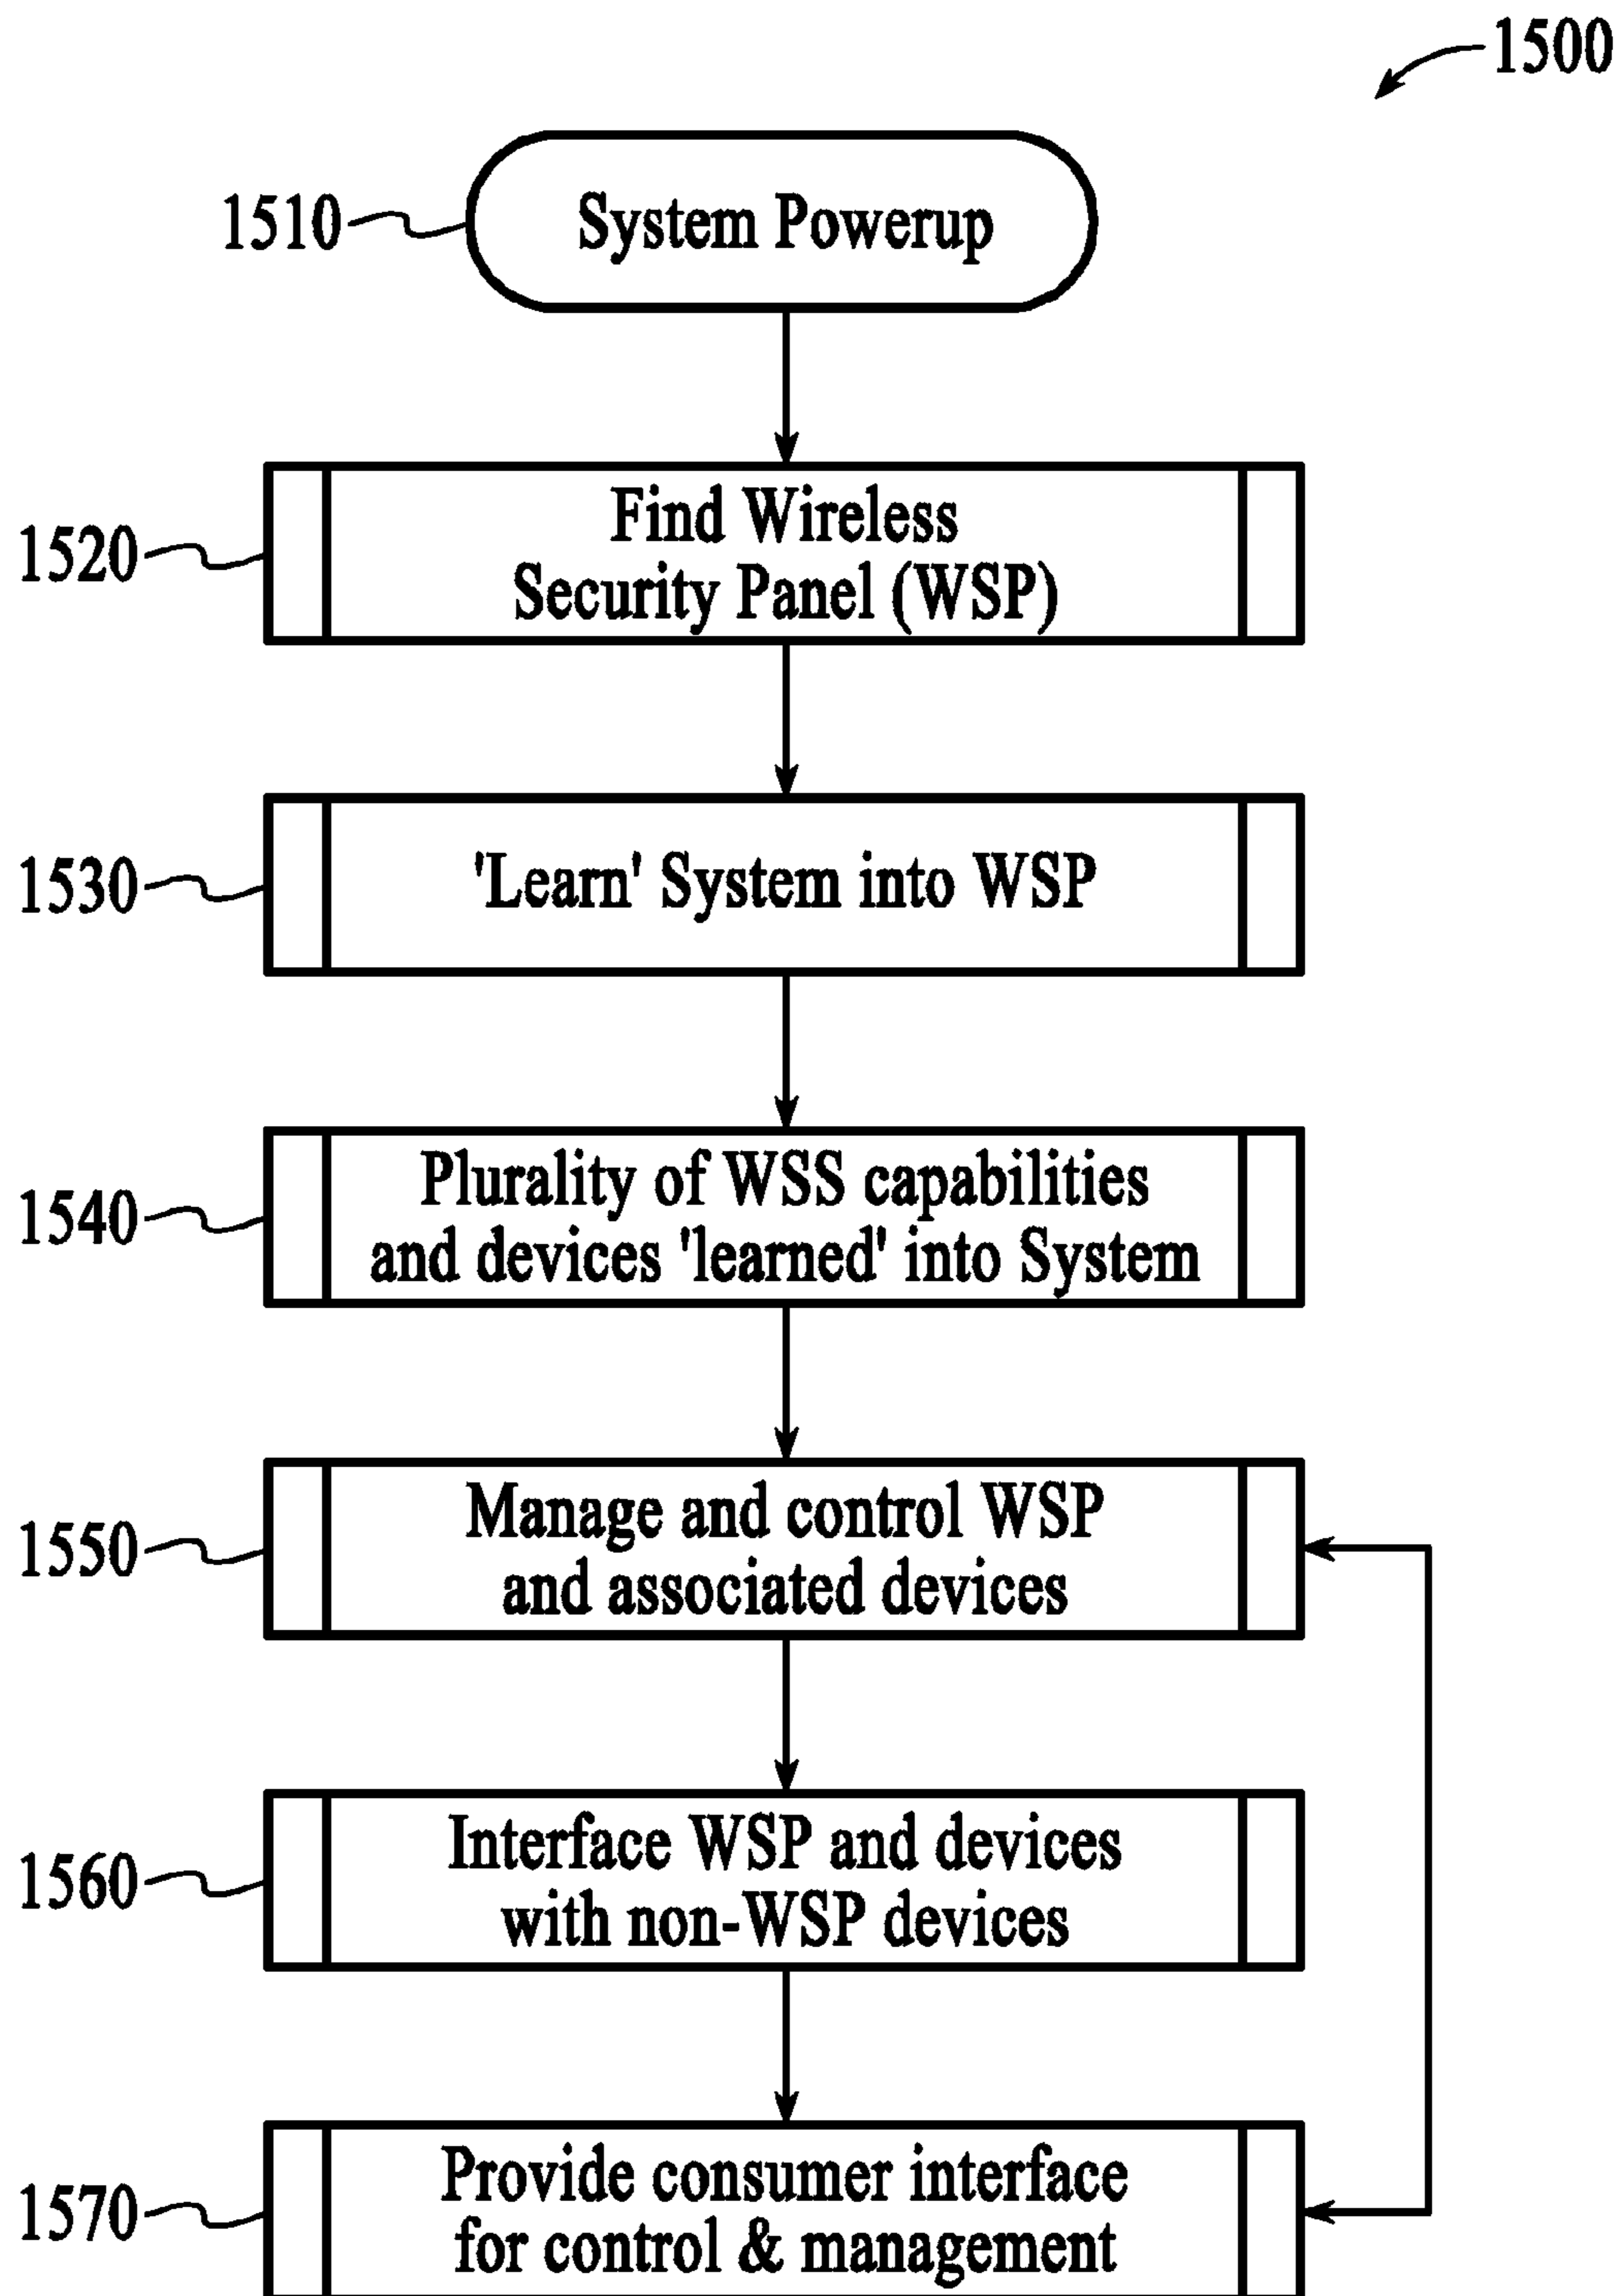 1500
1510
System Powerup
1520
Find Wireless
Security Panel (WSP)
1530
'Learn' System into WSP
1540
Plurality of WSS capabilities
and devices 'learned' into System
1550
Manage and control WSP
and associated devices
1560
Interface WSP and devices
with non-WSP devices
1570
Provide consumer interface
for control & management